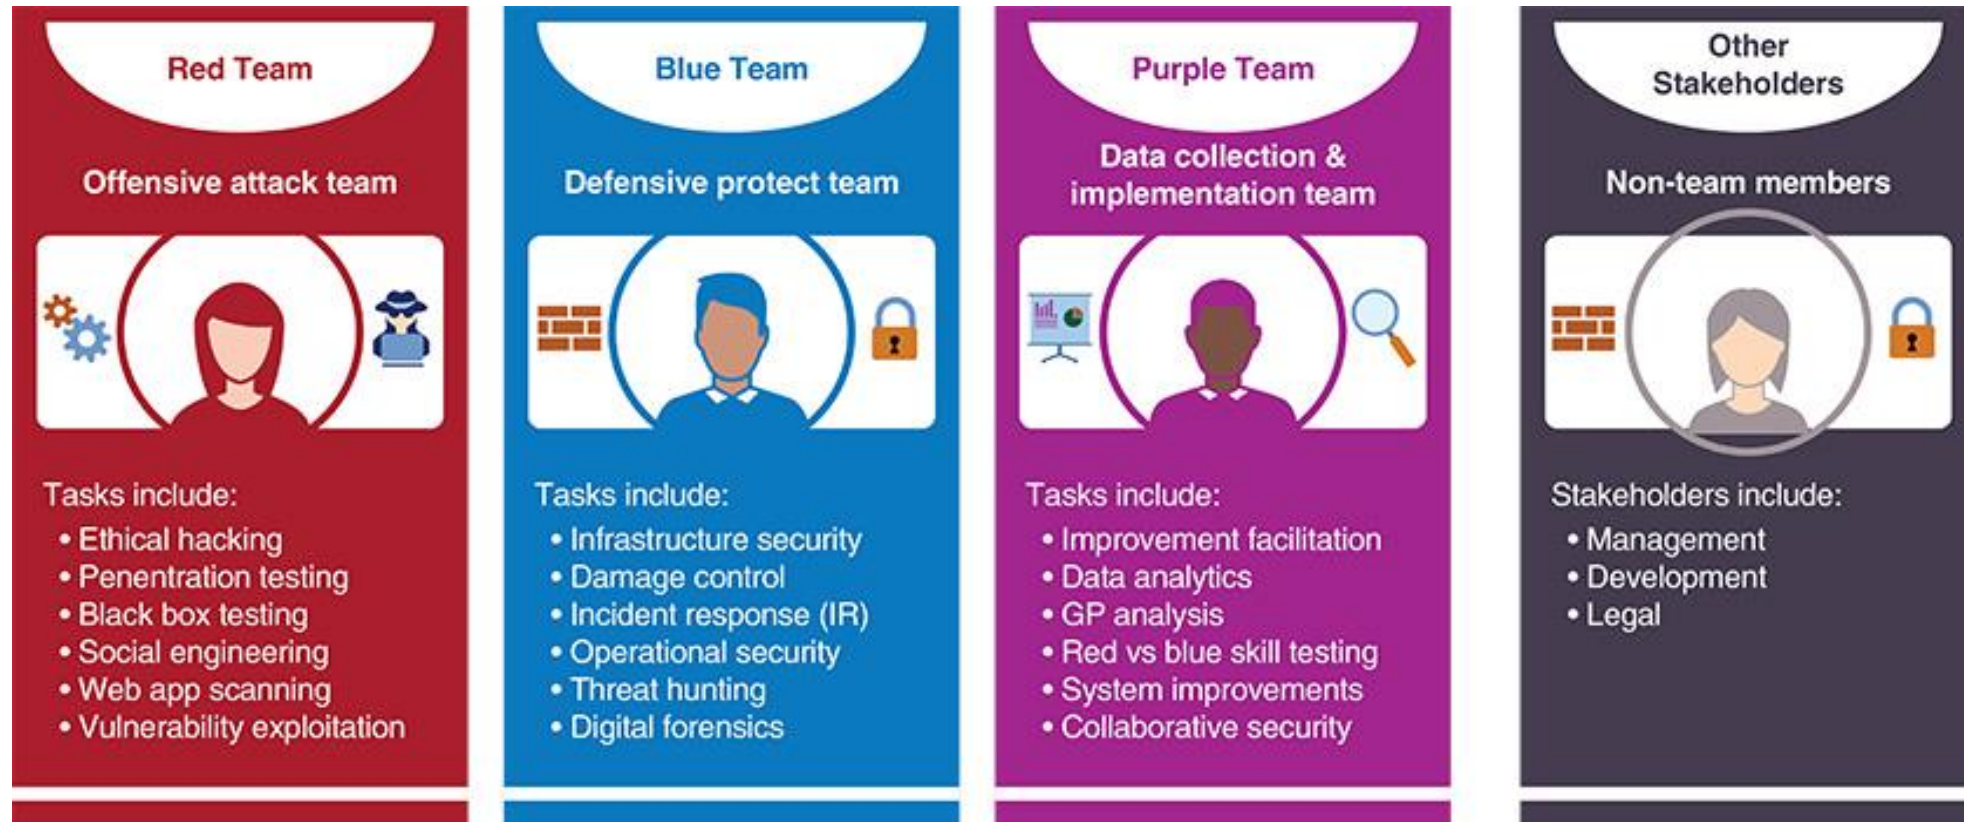 Red Team
Offensive attack team
Tasks include:
• Ethical hacking
• Penentration testing
• Black box testing
• Social engineering
• Web app scanning
• Vulnerability exploitation
Blue Team
Defensive protect team
Tasks include:
• Infrastructure security
• Damage control
• Incident response (IR)
• Operational security
• Threat hunting
• Digital forensics
Purple Team
Data collection &
implementation team
Tasks include:
• Improvement facilitation
• Data analytics
• GP analysis
• Red vs blue skill testing
• System improvements
• Collaborative security
Other
Stakeholders
Non-team members
Stakeholders include:
• Management
• Development
• Legal